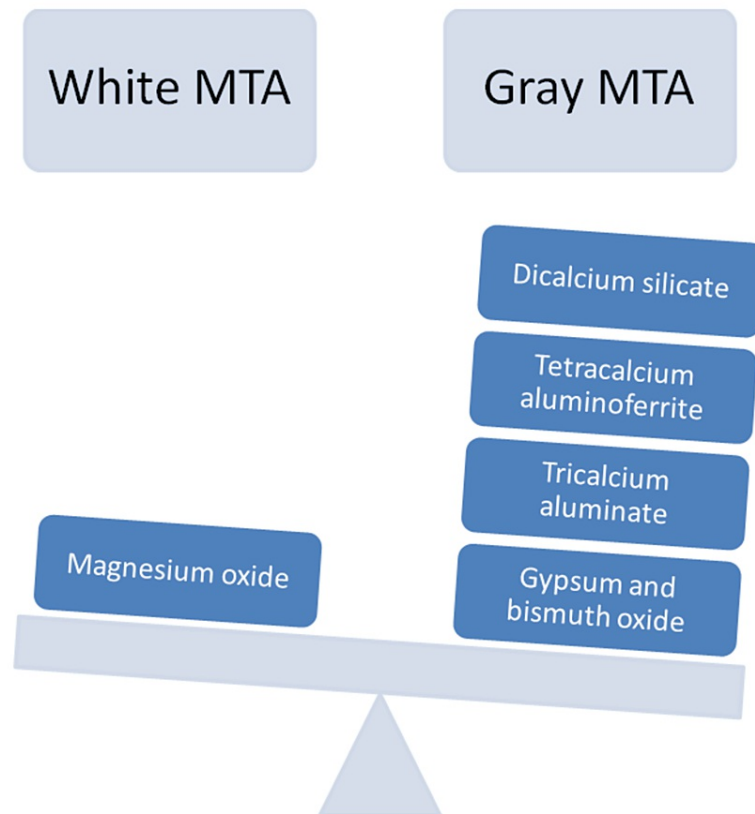 White MTA
Gray MTA
Dicalcium silicate
Tetracalcium
aluminoferrite
Tricalcium
aluminate
Magnesium oxide
Gypsum and
bismuth oxide